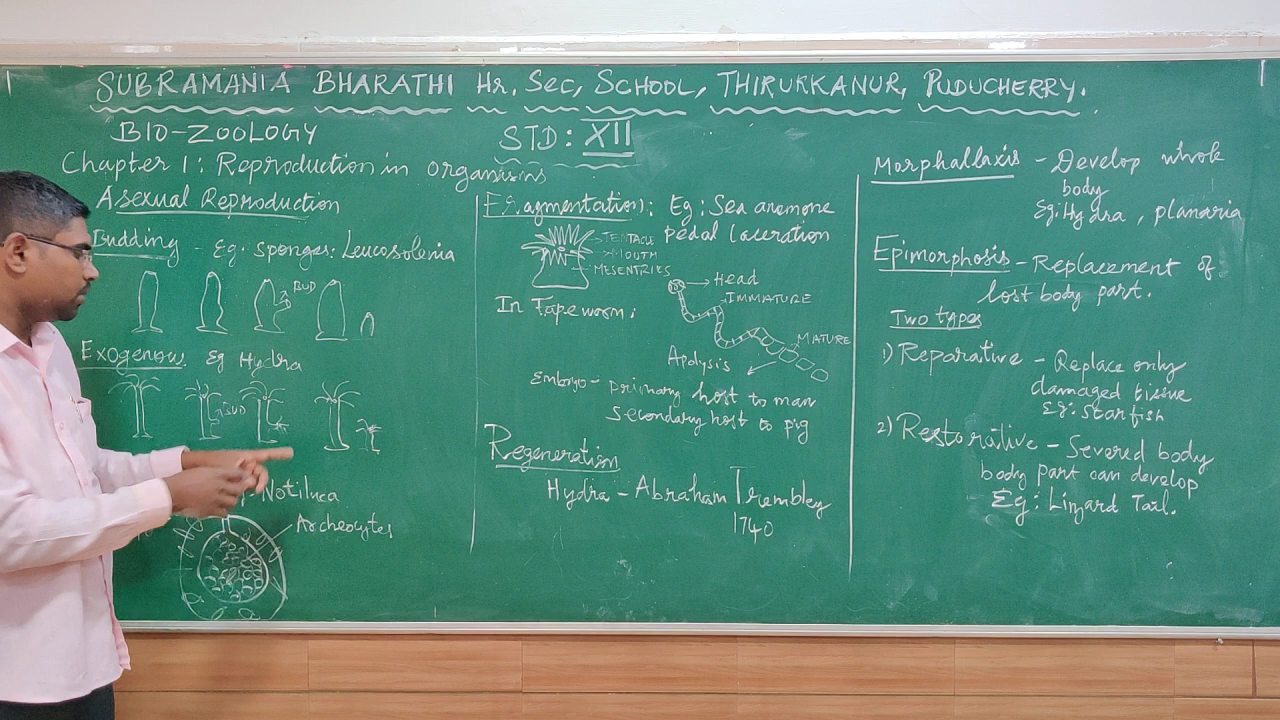 SUBRAMANIA BHARATHI Hr. Sec, SCHOOL, THIRUKKANUR, PUDUCHERRY.
BIO-ZOOLOGY
STD: XII
Chapter 1: Reproduction in organisms
Asexual Reproduction
Budding - Eg. Sponges: Leucosolenia
BUD
Exogenous Eg Hydra
BUD
Notiluca
Archeocytes
Fragmentation: Eg: Sea anemone
pedal laceration
TENTACLE
MOUTH
MESENTRIES
Head
IMMATURE
In Tapeworm:
MATURE
Apolysis
Embryo - primary host to man
Secondary host to pig
Regeneration
Hydra - Abraham Trembley
1740
Morphallaxis - Develop whole
body
Eg: Hydra, planaria
Epimorphosis - Replacement of
lost body part.
Two types
1) Reparative - Replace only
damaged tissue
Eg: Starfish
2) Restorative - Severed body
body part can develop
Eg: Lizard Tail.